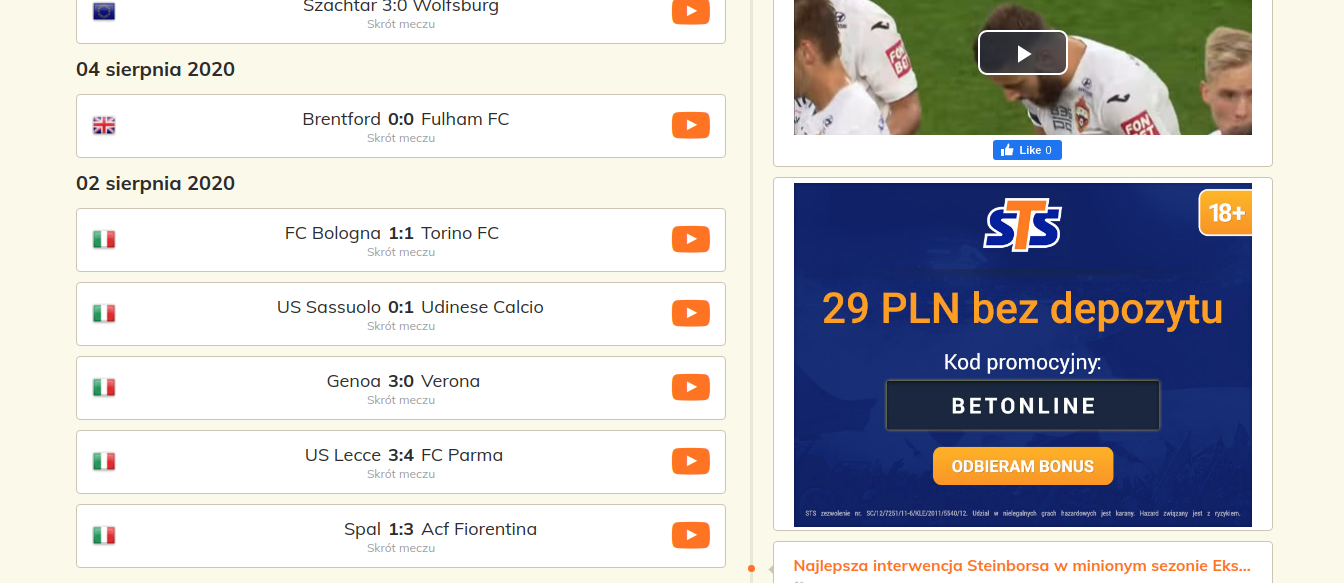 Szachtar 3:0 Wolfsburg
Skrót meczu
04 sierpnia 2020
Brentford 0:0 Fulham FC
Skrót meczu
02 sierpnia 2020
FC Bologna 1:1 Torino FC
Skrót meczu
US Sassuolo 0:1 Udinese Calcio
Skrót meczu
Genoa 3:0 Verona
Skrót meczu
US Lecce 3:4 FC Parma
Skrót meczu
Spal 1:3 Acf Fiorentina
Skrót meczu
FON
BET
FON
BET
Like 0
STS
18+
29 PLN bez depozytu
Kod promocyjny:
BETONLINE
ODBIERAM BONUS
STS zezwolenie nr. SC/12/7251/11-6/KLE/2011/5540/12. Udział w nielegalnych grach hazardowych jest karany. Hazard związany jest z ryzykiem.
Najlepsza interwencja Steinborsa w minionym sezonie Eks...